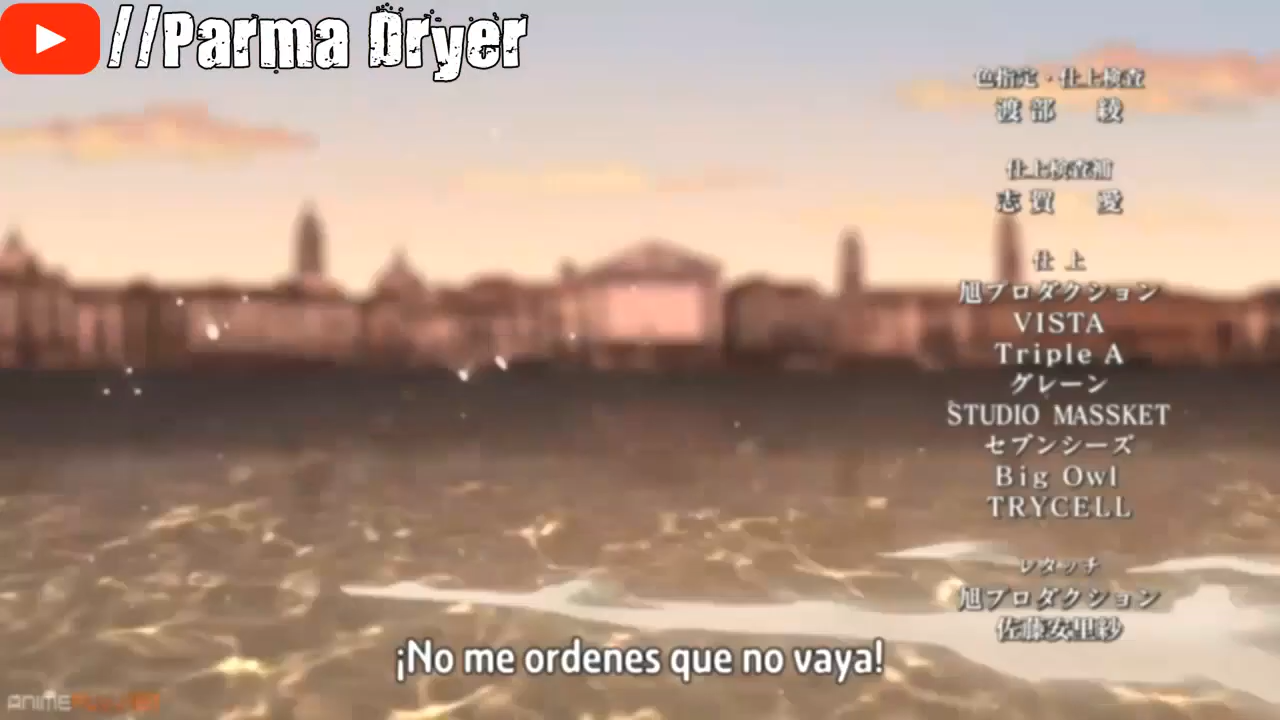 //Parma Dryer
色指定・仕上検査
渡部 綾
仕上検査補
志賀 愛
仕上
旭プロダクション
VISTA
Triple A
グレーン
STUDIO MASSKET
セブンシーズ
Big Owl
TRYCELL
レタッチ
旭プロダクション
佐藤安里紗
¡No me ordenes que no vaya!